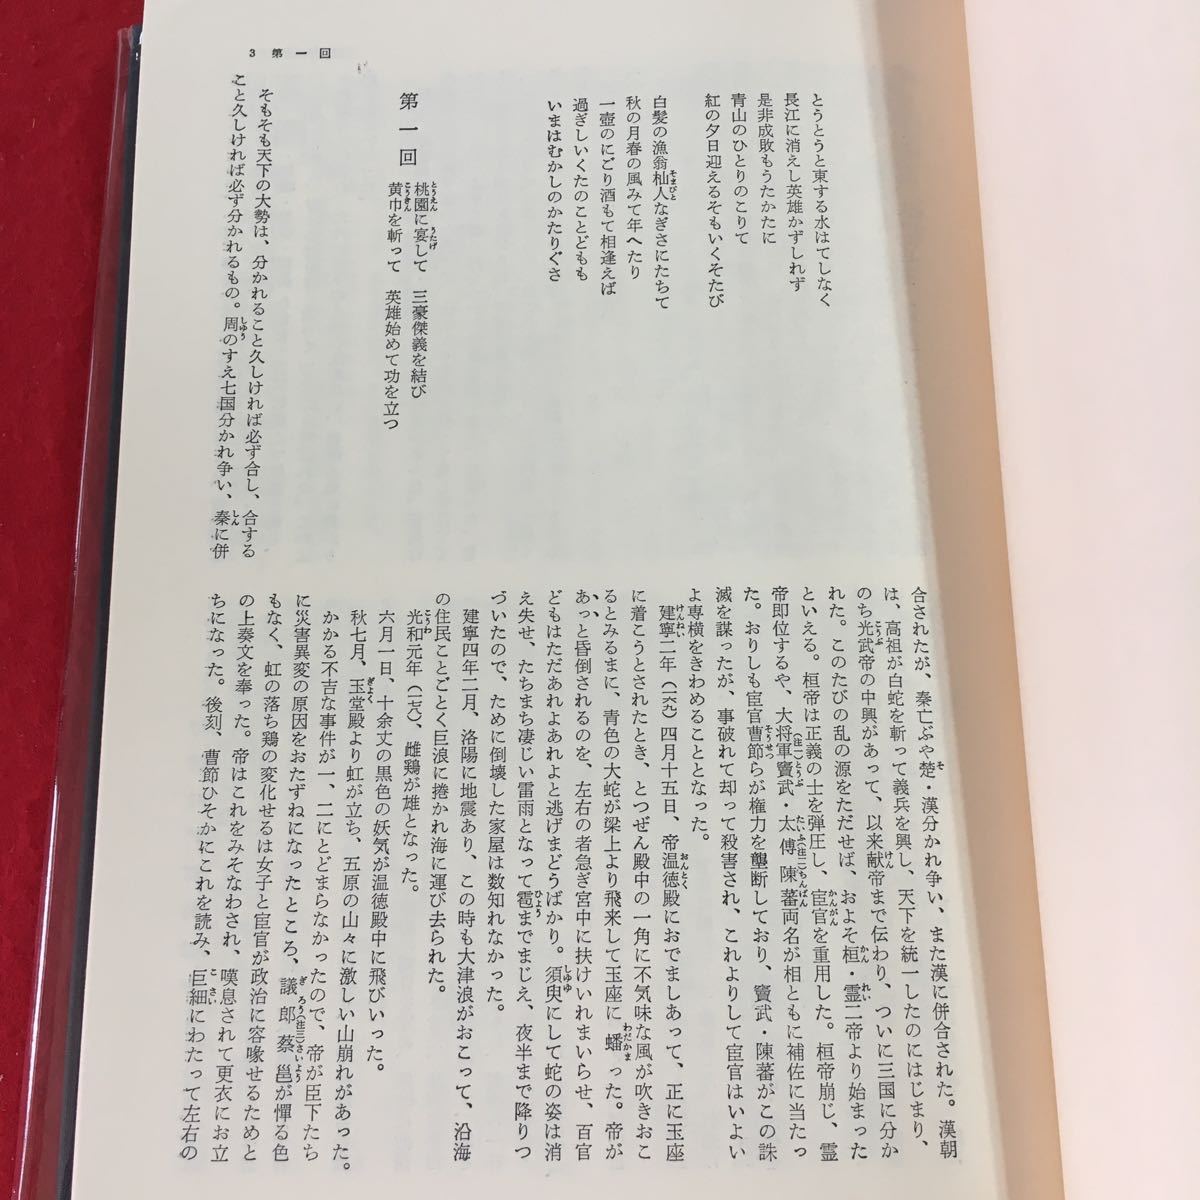 3 第一回
とうとうと東する水はてしなく
長江に消えし英雄かずしれず
是非成敗もうたかたに
青山のひとりのこりて
紅の夕日迎えるそもいくそたび
白髪の漁翁杣人なぎさにたちて
秋の月春の風みて年へたり
一壺のにごり酒もて相逢えば
過ぎしいくたのことどもも
いまはむかしのかたりぐさ
第一回
桃園に宴して 三豪傑義を結び
黄巾を斬って 英雄始めて功を立つ
そもそも天下の大勢は、分かれること久しければ必ず合し、合する
こと久しければ必ず分かれるもの。周のすえ七国分かれ争い、秦に併
合されたが、秦亡ぶや楚・漢分かれ争い、また漢に併合された。漢朝
は、高祖が白蛇を斬って義兵を興し、天下を統一したのにはじまり、
のち光武帝の中興があって、以来献帝まで伝わり、ついに三国に分か
れた。このたびの乱の源をただせば、およそ桓・霊二帝より始まった
といえる。桓帝は正義の士を弾圧し、宦官を重用した。桓帝崩じ、霊
帝即位するや、大将軍竇武・太傅陳蕃両名が相ともに補佐に当たっ
た。おりしも宦官曹節らが権力を壟断しており、竇武・陳蕃がこの誅
滅を謀ったが、事破れて却って殺害され、これよりして宦官はいよい
よ専横をきわめることとなった。
建寧二年（一六九）四月十五日、帝温徳殿におでましあって、正に玉座
に着こうとされたとき、とつぜん殿中の一角に不気味な風が吹きおこ
るとみるまに、青色の大蛇が梁上より飛来して玉座に蟠った。帝が
あっと昏倒されるのを、左右の者急ぎ宮中に扶けいれまいらせ、百官
どもはただあれよあれよと逃げまどうばかり。須臾にして蛇の姿は消
え失せ、たちまち凄じい雷雨となって雹までまじえ、夜半まで降りつ
づいたので、ために倒壊した家屋は数知れなかった。
建寧四年二月、洛陽に地震あり、この時も大津浪がおこって、沿海
の住民ことごとく巨浪に捲かれ海に運び去られた。
光和元年（一七八）、雌鶏が雄となった。
六月一日、十余丈の黒色の妖気が温徳殿中に飛びいった。
秋七月、玉堂殿より虹が立ち、五原の山々に激しい山崩れがあった。
かかる不吉な事件が一、二にとどまらなかったので、帝が臣下たち
に災害異変の原因をおたずねになったところ、議郎蔡邕が憚る色
もなく、虹の落ち鶏の変化せるは女子と宦官が政治に容喙せるためと
の上奏文を奉った。帝はこれをみそなわされ、嘆息されて更衣にお立
ちになった。後刻、曹節ひそかにこれを読み、巨細にわたって左右の